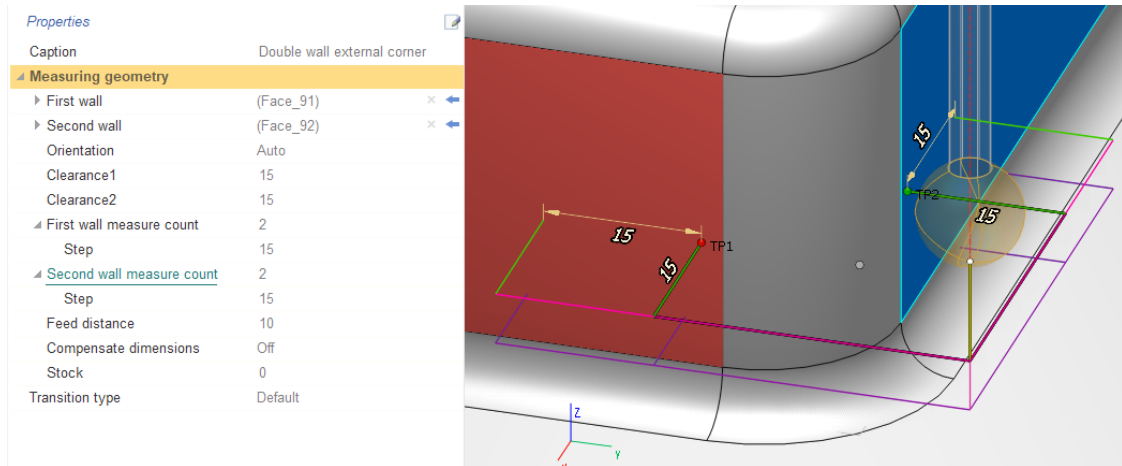 Properties
Caption Double wall external corner
Measuring geometry
First wall (Face_91)
Second wall (Face_92)
Orientation Auto
Clearance1 15
Clearance2 15
First wall measure count 2
Step 15
Second wall measure count 2
Step 15
Feed distance 10
Compensate dimensions Off
Stock 0
Transition type Default
15
TP2
15
15
TP1
15
Z
y